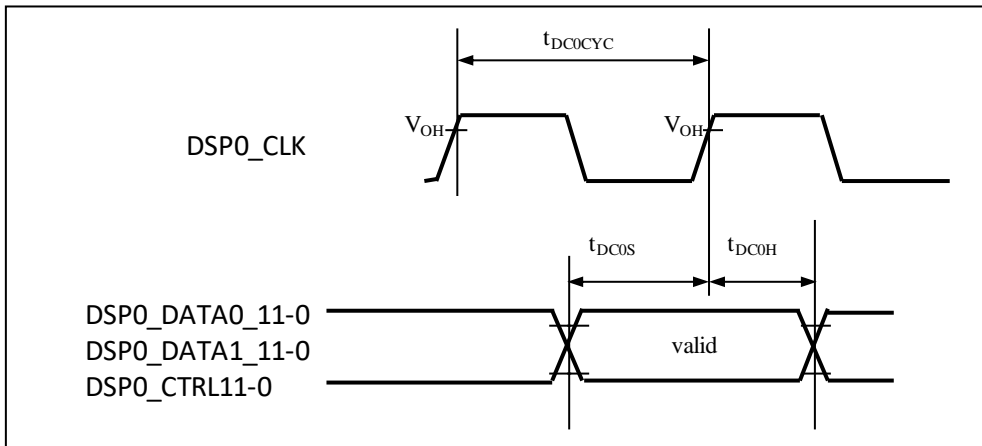 tDC0CYC
VOH VOH
DSP0_CLK
tDC0S tDC0H
DSP0_DATA0_11-0
DSP0_DATA1_11-0 valid
DSP0_CTRL11-0